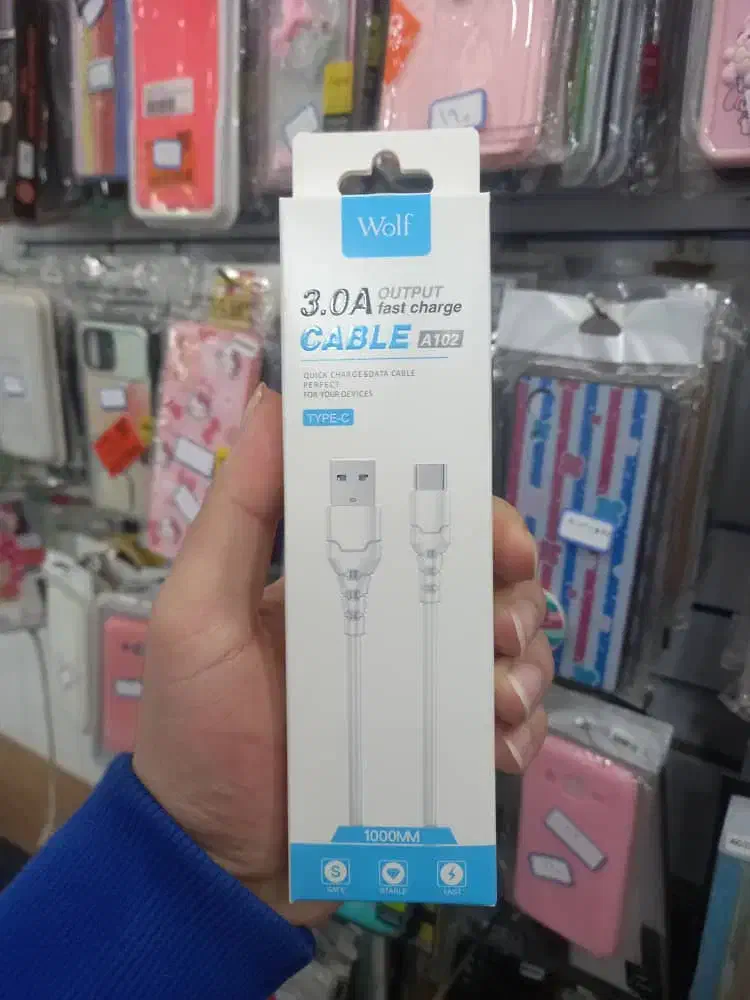 Wolf
3.0A OUTPUT
fast charge
CABLE A102
QUICK CHARGE&DATA CABLE
PERFECT
FOR YOUR DEVICES
TYPE-C
1000MM
S
SAFE STABLE FAST